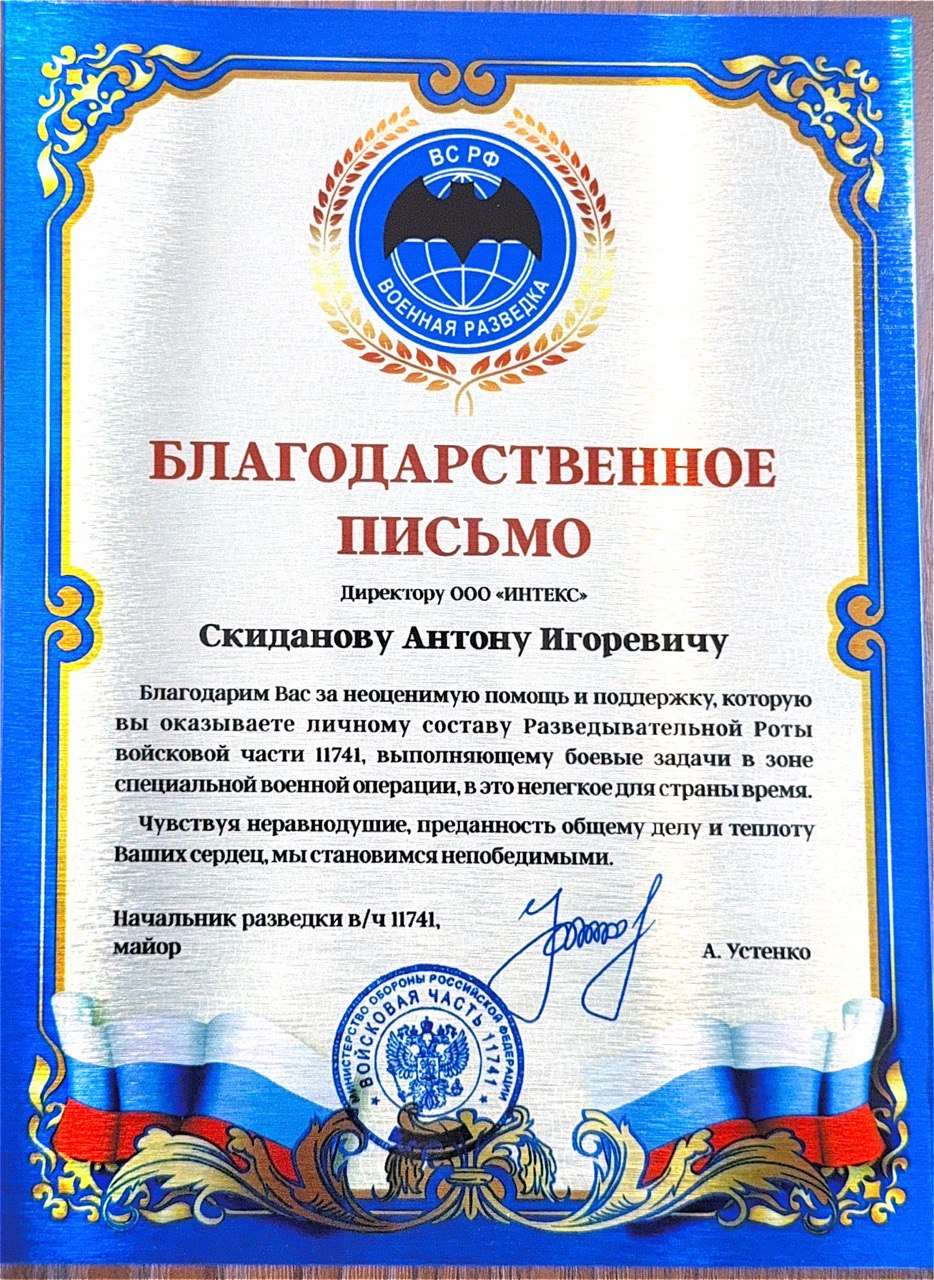 ВС РФ
ВОЕННАЯ РАЗВЕДКА
БЛАГОДАРСТВЕННОЕ
ПИСЬМО
Директору ООО «ИНТЕКС»
Скиданову Антону Игоревичу
Благодарим Вас за неоценимую помощь и поддержку, которую
вы оказываете личному составу Разведывательной Роты
войсковой части 11741, выполняющему боевые задачи в зоне
специальной военной операции, в это нелегкое для страны время.
Чувствуя неравнодушие, преданность общему делу и теплоту
Ваших сердец, мы становимся непобедимыми.
Начальник разведки в/ч 11741,
майор
А. Устенко
МИНИСТЕРСТВО ОБОРОНЫ РОССИЙСКОЙ ФЕДЕРАЦИИ
ВОЙСКОВАЯ ЧАСТЬ 11741